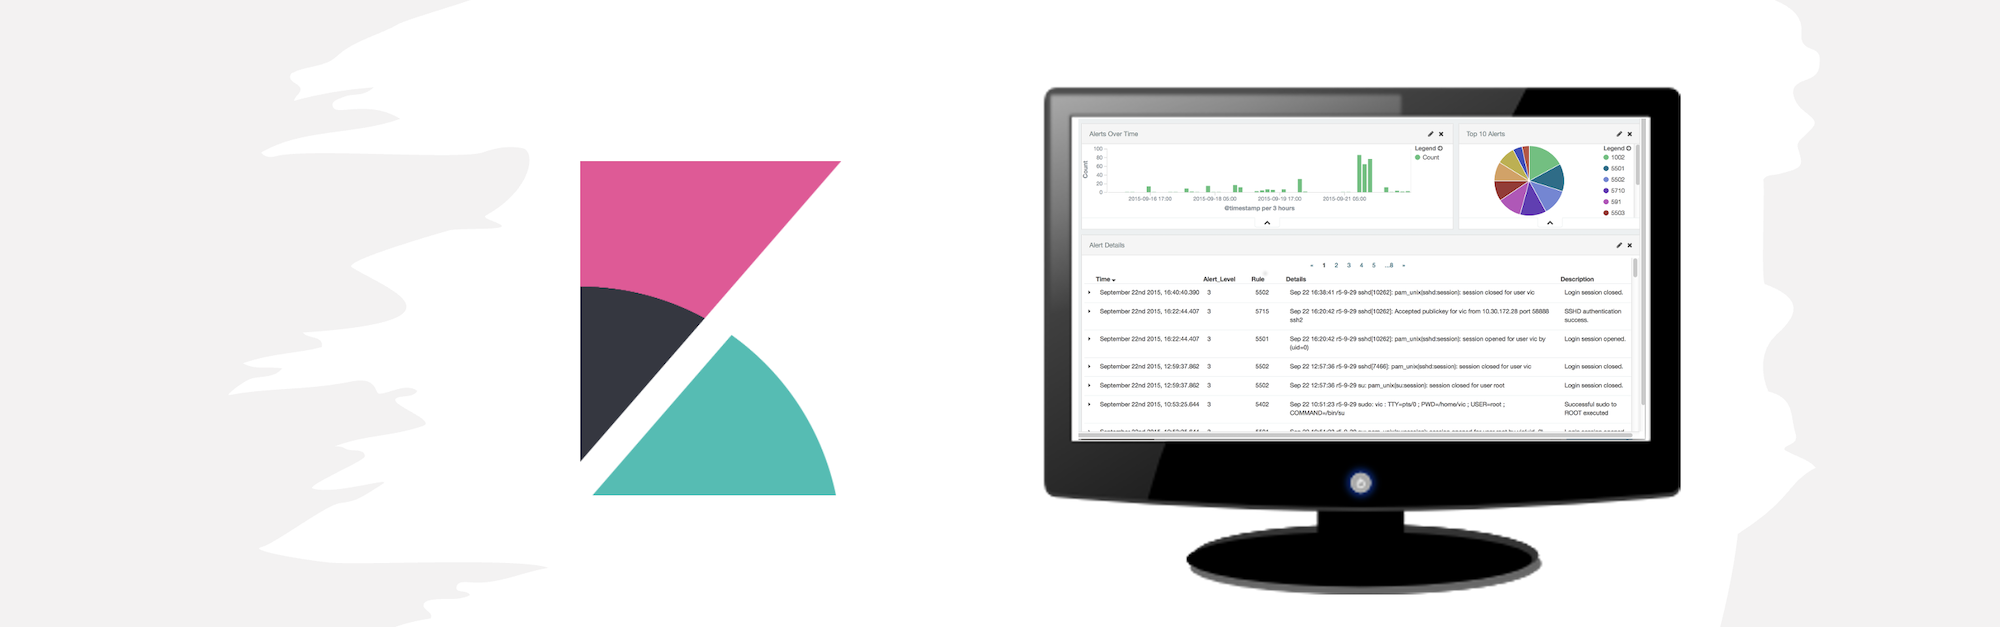 Alerts Over Time
Legend
Count
100
80
60
40
20
0
Count
2015-09-16 17:00 2015-09-18 05:00 2015-09-19 17:00 2015-09-21 05:00
@timestamp per 3 hours
Top 10 Alerts
Legend
1002
5501
5502
5710
591
5503
Alert Details
« 1 2 3 4 5 ...8 »
Time Alert_Level Rule Details Description
September 22nd 2015, 16:40:40.390 3 5502 Sep 22 16:38:41 r5-9-29 sshd[10262]: pam_unix(sshd:session): session closed for user vic Login session closed.
September 22nd 2015, 16:22:44.407 3 5715 Sep 22 16:20:42 r5-9-29 sshd[10262]: Accepted publickey for vic from 10.30.172.28 port 58888 SSHD authentication
ssh2 success.
September 22nd 2015, 16:22:44.407 3 5501 Sep 22 16:20:42 r5-9-29 sshd[10262]: pam_unix(sshd:session): session opened for user vic by Login session opened.
(uid=0)
September 22nd 2015, 12:59:37.862 3 5502 Sep 22 12:57:36 r5-9-29 sshd[7466]: pam_unix(sshd:session): session closed for user vic Login session closed.
September 22nd 2015, 12:59:37.862 3 5502 Sep 22 12:57:36 r5-9-29 su: pam_unix(su:session): session closed for user root Login session closed.
September 22nd 2015, 10:53:25.644 3 5402 Sep 22 10:51:23 r5-9-29 sudo: vic : TTY=pts/0 ; PWD=/home/vic ; USER=root ; Successful sudo to
COMMAND=/bin/su ROOT executed